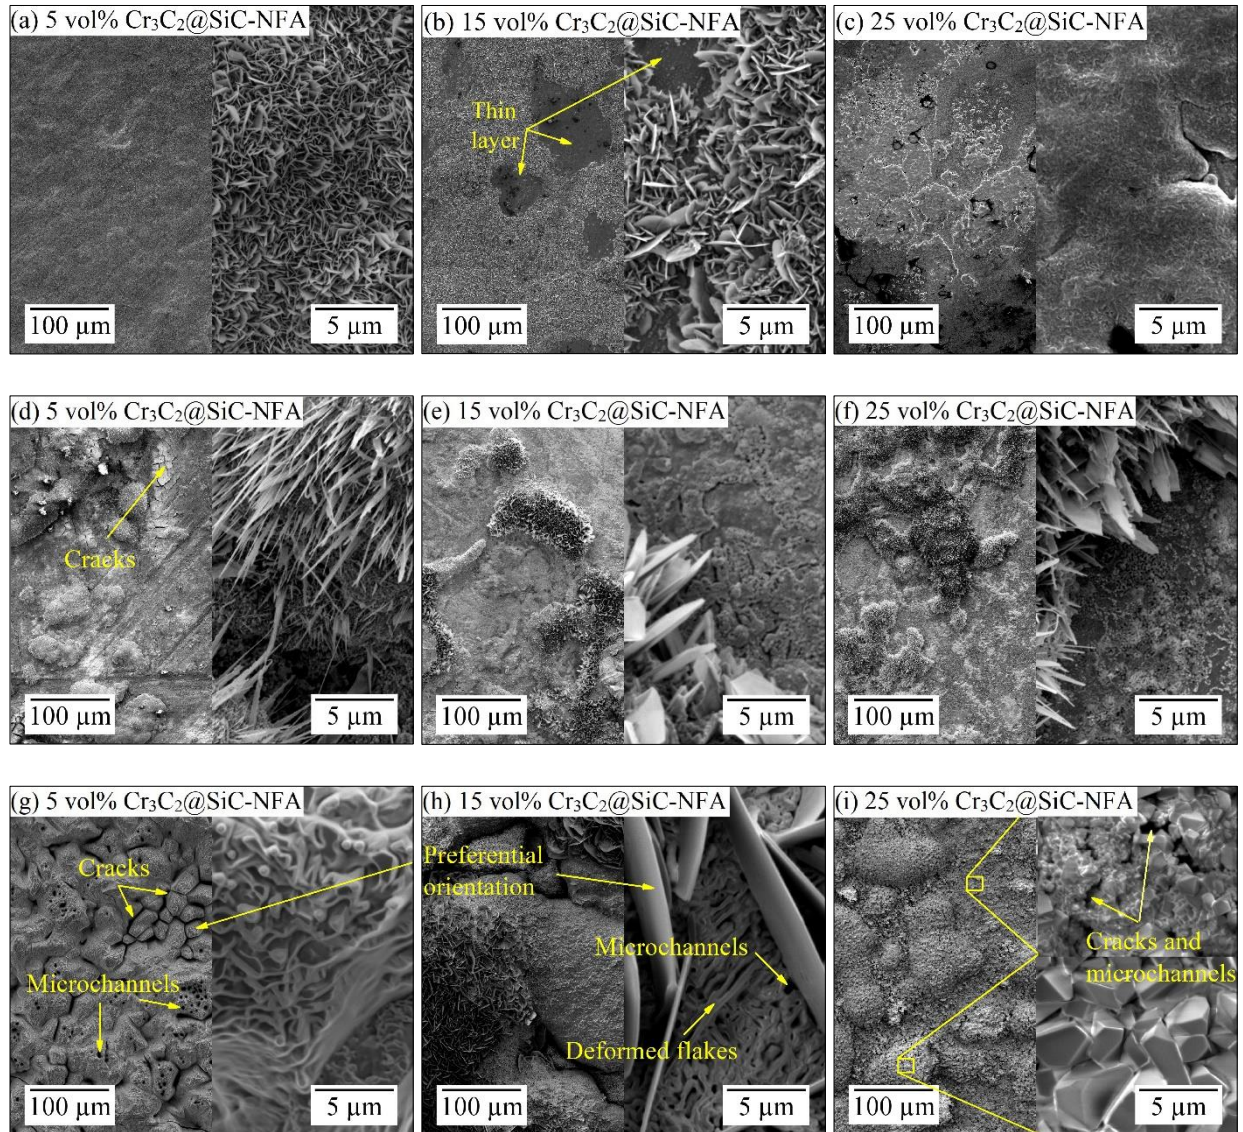 (a) 5 vol% Cr₃C₂@SiC-NFA
(b) 15 vol% Cr₃C₂@SiC-NFA
(c) 25 vol% Cr₃C₂@SiC-NFA
Thin
layer
100 µm
5 µm
100 µm
5 µm
100 µm
5 µm
(d) 5 vol% Cr₃C₂@SiC-NFA
(e) 15 vol% Cr₃C₂@SiC-NFA
(f) 25 vol% Cr₃C₂@SiC-NFA
Cracks
100 µm
5 µm
100 µm
5 µm
100 µm
5 µm
(g) 5 vol% Cr₃C₂@SiC-NFA
(h) 15 vol% Cr₃C₂@SiC-NFA
(i) 25 vol% Cr₃C₂@SiC-NFA
Cracks
Microchannels
Preferential
orientation
Microchannels
Deformed flakes
Cracks and
microchannels
100 µm
5 µm
100 µm
5 µm
100 µm
5 µm